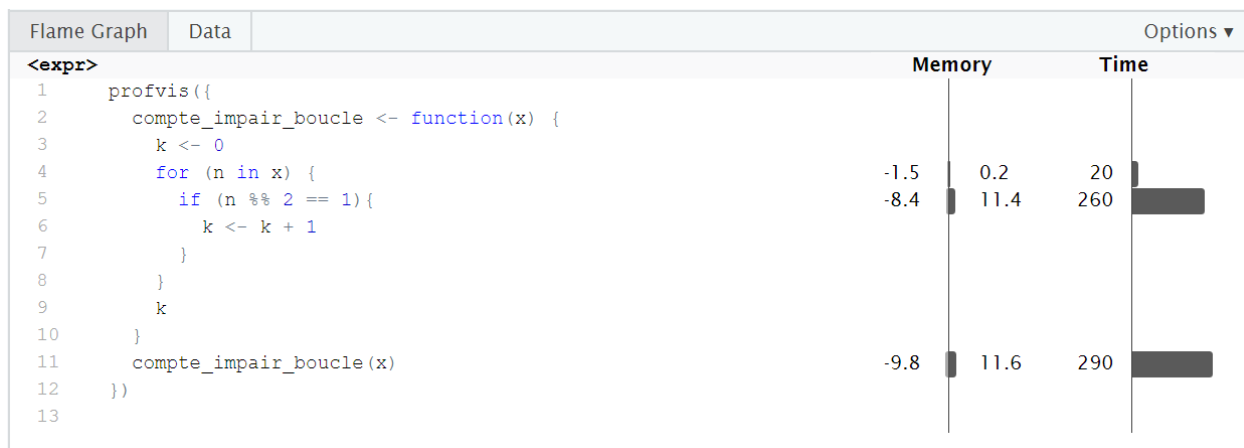 Flame Graph Data Options ▾
<expr> Memory Time
1 profvis({
2 compte_impair_boucle <- function(x) {
3 k <- 0
4 for (n in x) { -1.5 0.2 20
5 if (n %% 2 == 1){ -8.4 11.4 260
6 k <- k + 1
7 }
8 }
9 k
10 }
11 compte_impair_boucle(x) -9.8 11.6 290
12 })
13